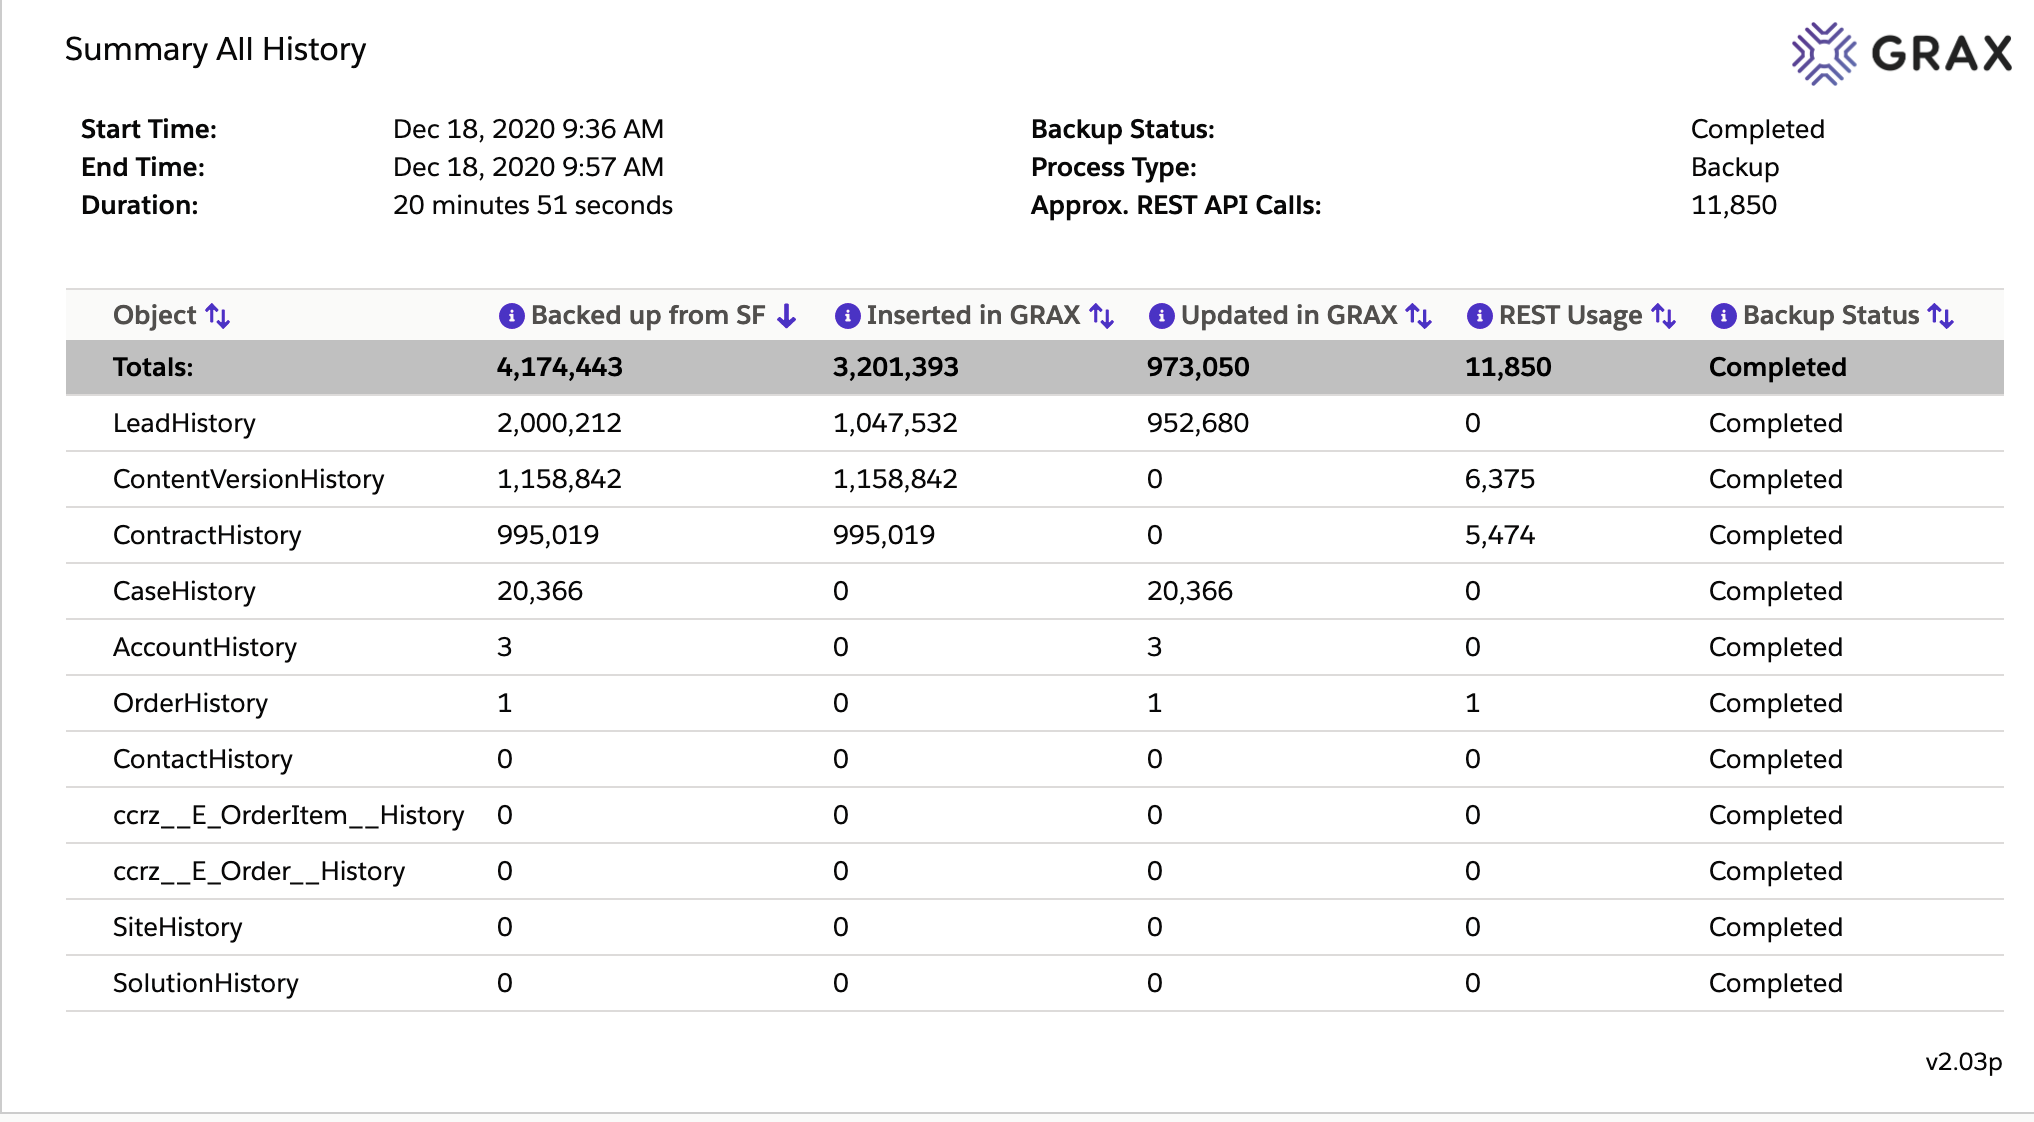 Summary All History
GRAX
Start Time: Dec 18, 2020 9:36 AM Backup Status: Completed
End Time: Dec 18, 2020 9:57 AM Process Type: Backup
Duration: 20 minutes 51 seconds Approx. REST API Calls: 11,850
Object Backed up from SF Inserted in GRAX Updated in GRAX REST Usage Backup Status
Totals: 4,174,443 3,201,393 973,050 11,850 Completed
LeadHistory 2,000,212 1,047,532 952,680 0 Completed
ContentVersionHistory 1,158,842 1,158,842 0 6,375 Completed
ContractHistory 995,019 995,019 0 5,474 Completed
CaseHistory 20,366 0 20,366 0 Completed
AccountHistory 3 0 3 0 Completed
OrderHistory 1 0 1 1 Completed
ContactHistory 0 0 0 0 Completed
ccrz__E_OrderItem__History 0 0 0 0 Completed
ccrz__E_Order__History 0 0 0 0 Completed
SiteHistory 0 0 0 0 Completed
SolutionHistory 0 0 0 0 Completed
v2.03p